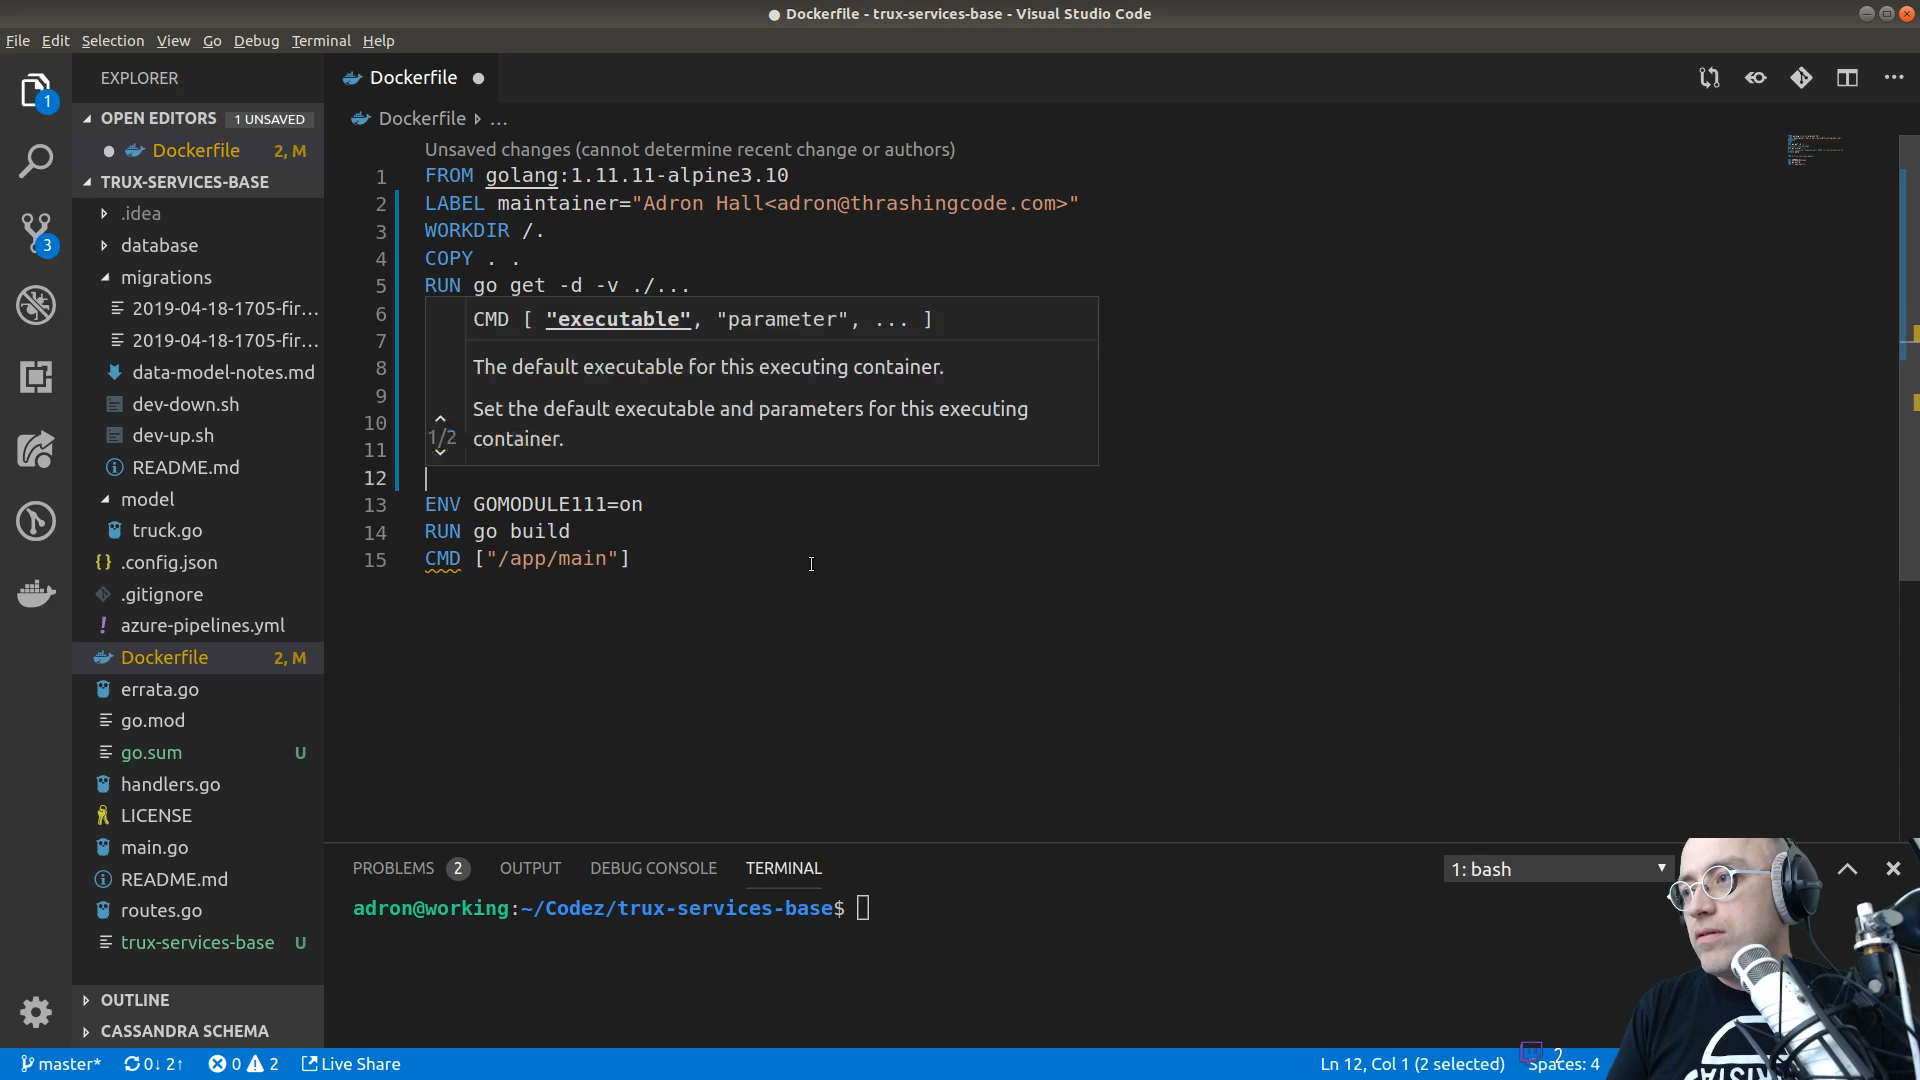 Dockerfile - trux-services-base - Visual Studio Code
File Edit Selection View Go Debug Terminal Help
EXPLORER
OPEN EDITORS 1 UNSAVED
Dockerfile 2, M
TRUX-SERVICES-BASE
.idea
database
migrations
2019-04-18-1705-fir...
2019-04-18-1705-fir...
data-model-notes.md
dev-down.sh
dev-up.sh
README.md
model
truck.go
.config.json
.gitignore
azure-pipelines.yml
Dockerfile 2, M
errata.go
go.mod
go.sum U
handlers.go
LICENSE
main.go
README.md
routes.go
trux-services-base U
OUTLINE
CASSANDRA SCHEMA
1
3
Dockerfile
Dockerfile ...
Unsaved changes (cannot determine recent change or authors)
1 FROM golang:1.11.11-alpine3.10
2 LABEL maintainer="Adron Hall<adron@thrashingcode.com>"
3 WORKDIR /.
4 COPY . .
5 RUN go get -d -v ./...
6
7
8
9
10
11
12
CMD [ "executable", "parameter", ... ]
The default executable for this executing container.
Set the default executable and parameters for this executing
container.
1/2
13 ENV GOMODULE111=on
14 RUN go build
15 CMD ["/app/main"]
PROBLEMS 2 OUTPUT DEBUG CONSOLE TERMINAL
1: bash
adron@working:~/Codez/trux-services-base$
master* 0↓ 2↑ 0 2 Live Share
Ln 12, Col 1 (2 selected) Spaces: 4
2